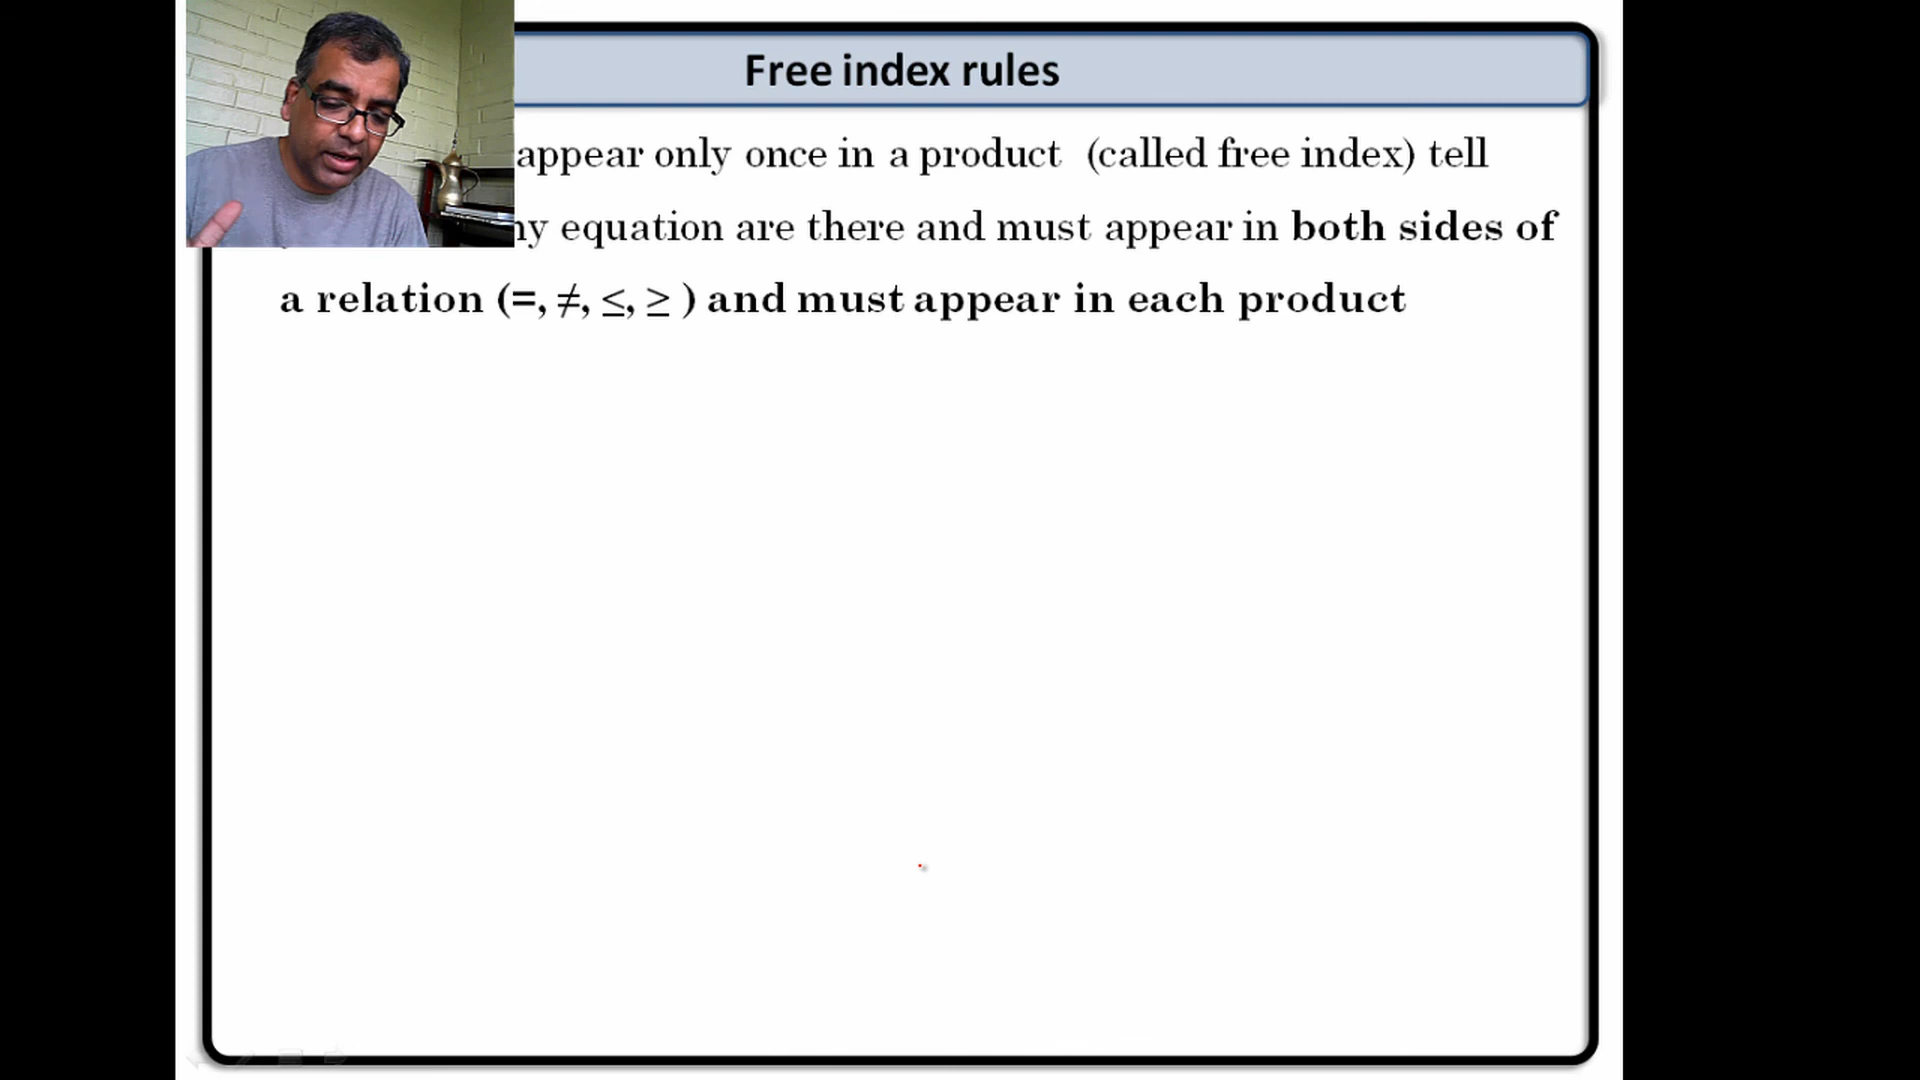 Free index rules
appear only once in a product (called free index) tell
equation are there and must appear in both sides of
a relation (=, ≠, ≤, ≥ ) and must appear in each product